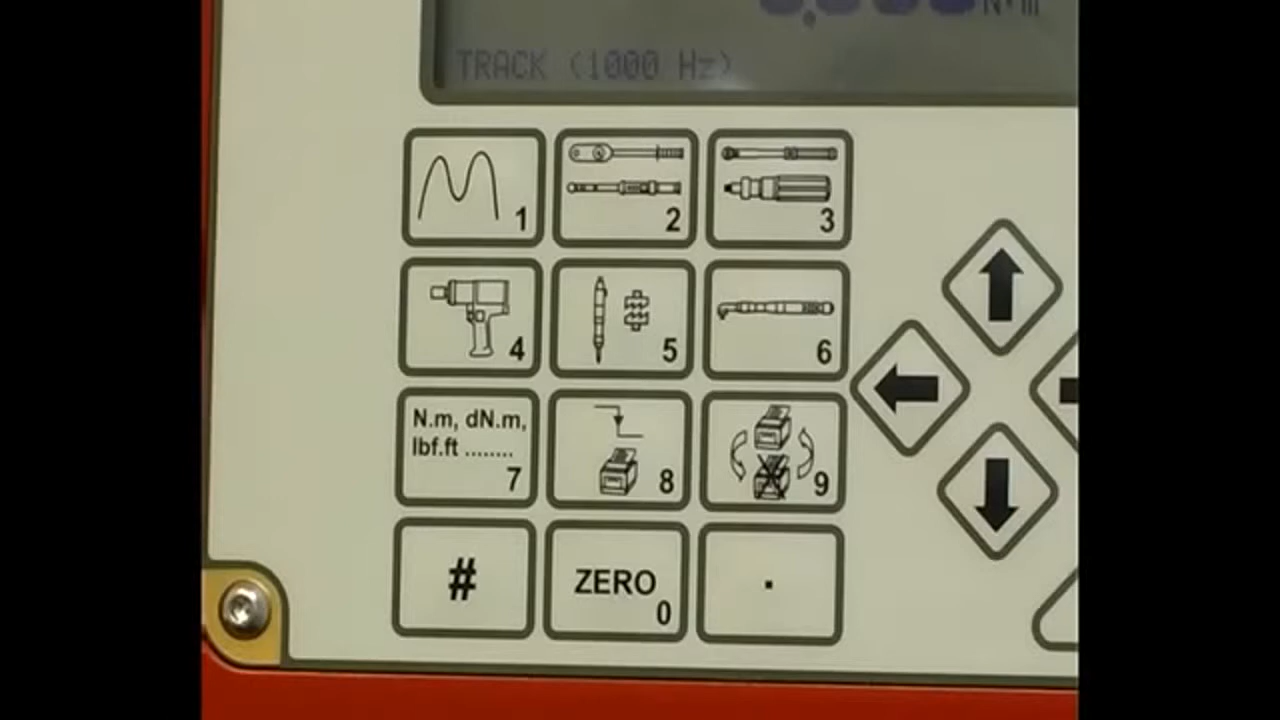 N·m
TRACK (1000 Hz)
1
2
3
4
5
6
N.m, dN.m,
lbf.ft ........
7
8
9
#
ZERO
0
.